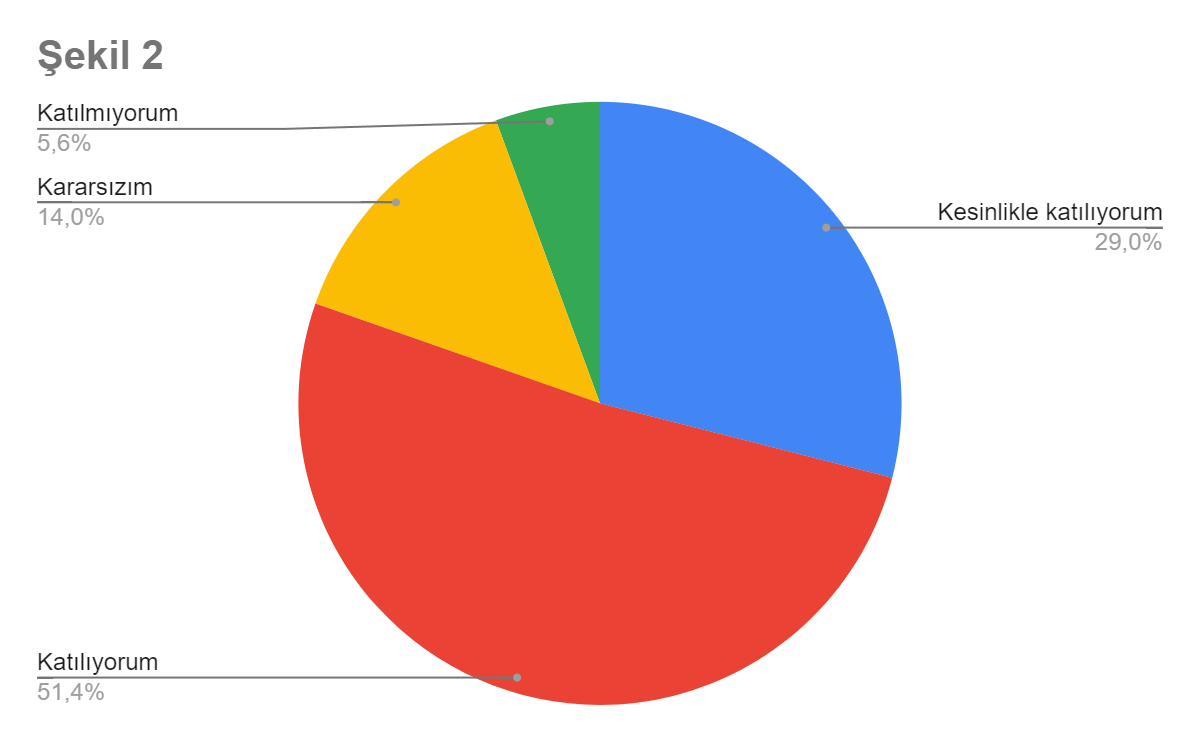 Şekil 2
Katılmıyorum
5,6%
Kararsızım
14,0%
Kesinlikle katılıyorum
29,0%
Katılıyorum
51,4%